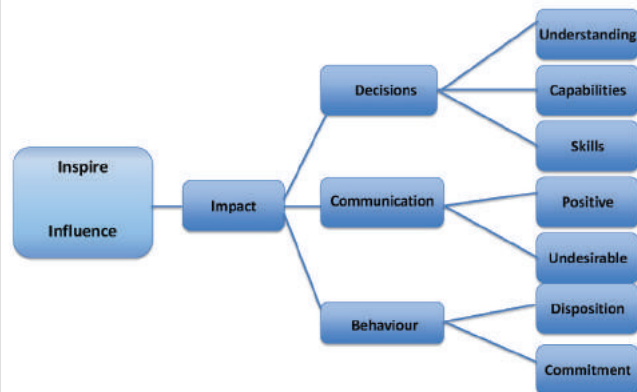 Inspire
Influence
Impact
Decisions
Communication
Behaviour
Understanding
Capabilities
Skills
Positive
Undesirable
Disposition
Commitment